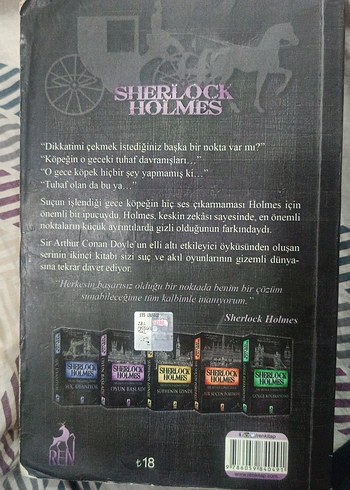 SHERLOCK
HOLMES
“Dikkatimi çekmek istediğiniz başka bir nokta var mı?”
“Köpeğin o geceki tuhaf davranışları...”
“O gece köpek hiçbir şey yapmamış ki...”
“Tuhaf olan da bu ya...”
Suçun işlendiği gece köpeğin hiç ses çıkarmaması Holmes için
önemli bir ipucuydu. Holmes, keskin zekâsı sayesinde, en önemli
noktaların küçük ayrıntılarda gizli olduğunun farkındaydı.
Sir Arthur Conan Doyle'un elli altı etkileyici öyküsünden oluşan
serinin ikinci kitabı sizi suç ve akıl oyunlarının gizemli dünya-
sına tekrar davet ediyor.
“Herkesin başarısız olduğu bir noktada benim bir çözüm
sunabileceğime tüm kalbimle inanıyorum.”
Sherlock Holmes
SHERLOCK
HOLMES
SHERLOCK
HOLMES
OYUN BAŞLADI
SHERLOCK
HOLMES
SHERLOCK
HOLMES
SHERLOCK
HOLMES
REN
₺18